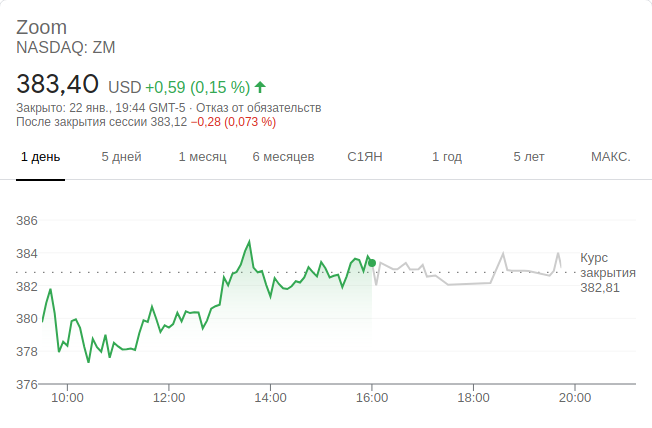 Zoom
NASDAQ: ZM
383,40 USD +0,59 (0,15 %)
Закрыто: 22 янв., 19:44 GMT-5 · Отказ от обязательств
После закрытия сессии 383,12 −0,28 (0,073 %)
1 день 5 дней 1 месяц 6 месяцев С1ЯН 1 год 5 лет МАКС.
386
384
382
380
378
376
Курс
закрытия
382,81
10:00 12:00 14:00 16:00 18:00 20:00